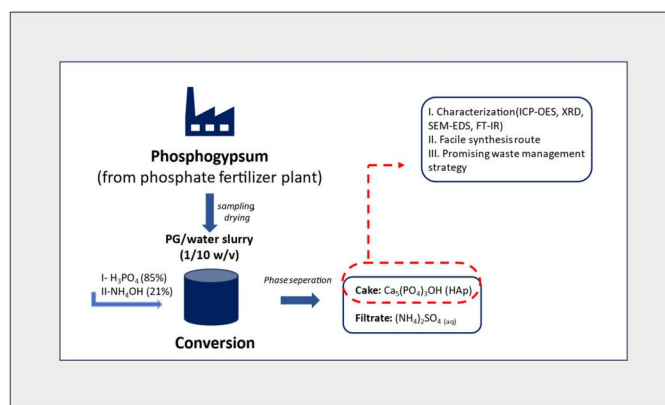 Phosphogypsum
(from phosphate fertilizer plant)
sampling,
drying
PG/water slurry
(1/10 w/v)
I- H₃PO₄ (85%)
II-NH₄OH (21%)
Conversion
Phase seperation
Cake: Ca₅(PO₄)₃OH (HAp)
Filtrate: (NH₄)₂SO₄ (aq)
I. Characterization(ICP-OES, XRD,
SEM-EDS, FT-IR)
II. Facile synthesis route
III. Promising waste management
strategy